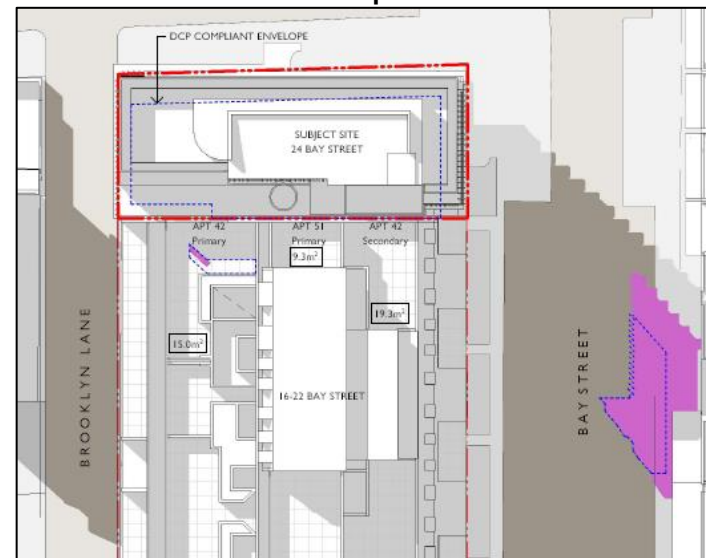 DCP COMPLIANT ENVELOPE
SUBJECT SITE
24 BAY STREET
APT 42
Primary
APT 51
Primary
APT 42
Secondary
9.3m²
19.3m²
15.0m²
16-22 BAY STREET
BROOKLYN LANE
BAY STREET